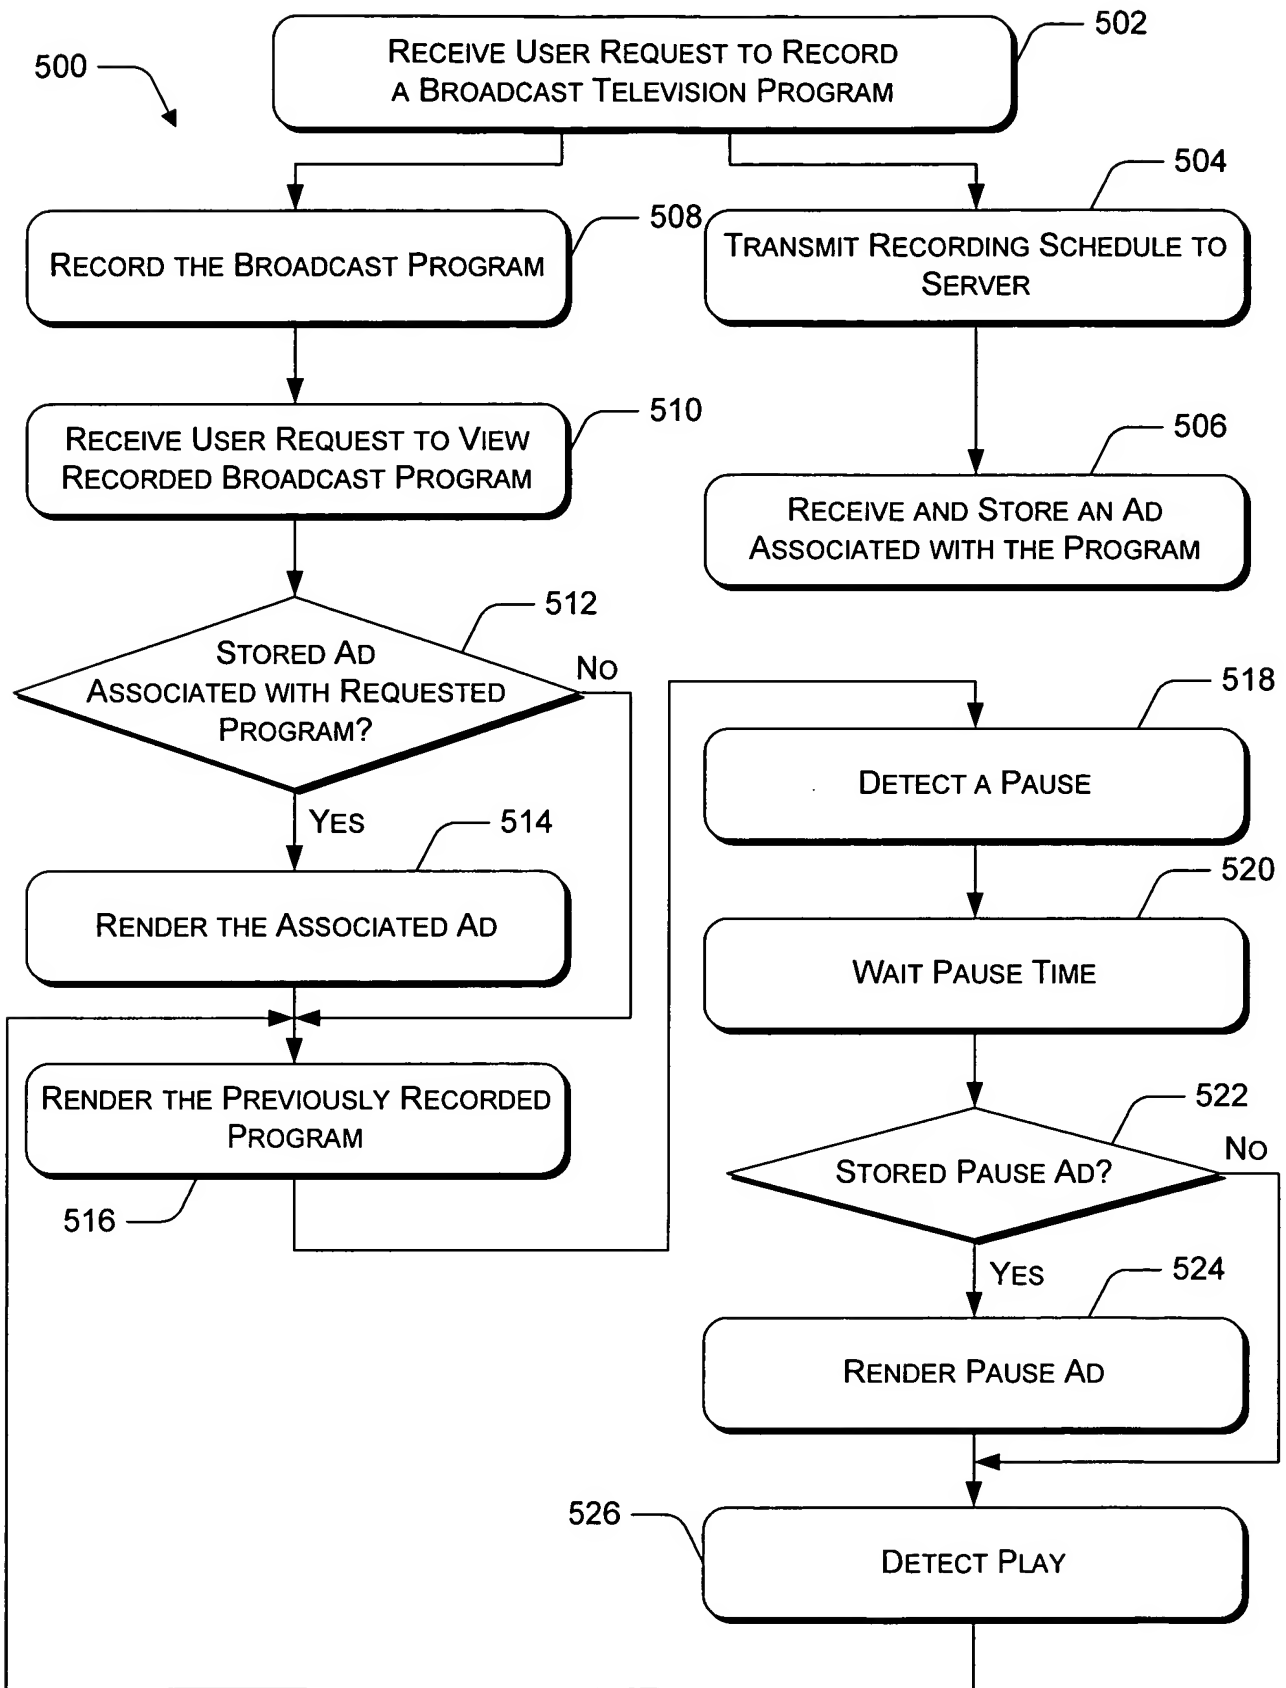 500
502
RECEIVE USER REQUEST TO RECORD
A BROADCAST TELEVISION PROGRAM
504
508
RECORD THE BROADCAST PROGRAM
TRANSMIT RECORDING SCHEDULE TO
SERVER
510
RECEIVE USER REQUEST TO VIEW
RECORDED BROADCAST PROGRAM
506
RECEIVE AND STORE AN AD
ASSOCIATED WITH THE PROGRAM
512
STORED AD
ASSOCIATED WITH REQUESTED
PROGRAM?
NO
YES
514
RENDER THE ASSOCIATED AD
RENDER THE PREVIOUSLY RECORDED
PROGRAM
516
518
DETECT A PAUSE
520
WAIT PAUSE TIME
522
STORED PAUSE AD?
NO
YES
524
RENDER PAUSE AD
526
DETECT PLAY